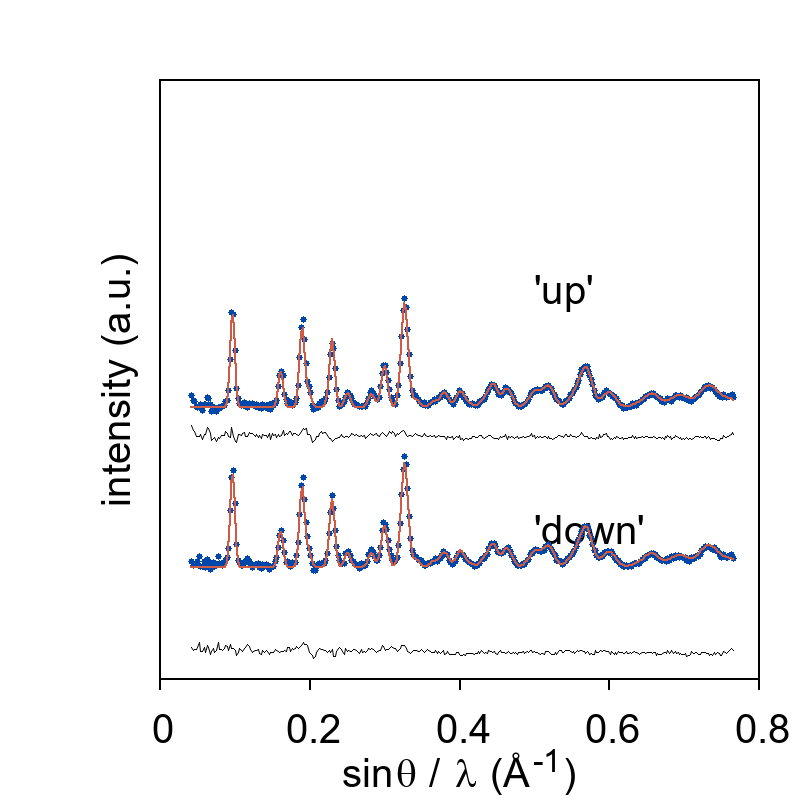 'up'
intensity (a.u.)
'down'
0 0.2 0.4 0.6 0.8
sinθ / λ (Å⁻¹)